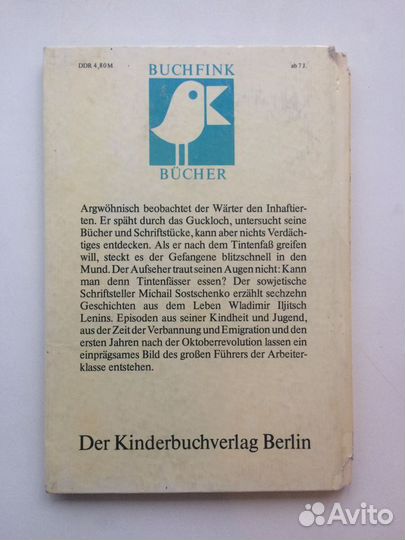 DDR 4,80 M
ab 7 J.
BUCHFINK
BÜCHER
Argwöhnisch beobachtet der Wärter den Inhaftier-
ten. Er späht durch das Guckloch, untersucht seine
Bücher und Schriftstücke, kann aber nichts Verdäch-
tiges entdecken. Als er nach dem Tintenfaß greifen
will, steckt es der Gefangene blitzschnell in den
Mund. Der Aufseher traut seinen Augen nicht: Kann
man denn Tintenfässer essen? Der sowjetische
Schriftsteller Michail Sostschenko erzählt sechzehn
Geschichten aus dem Leben Wladimir Iljitsch
Lenins. Episoden aus seiner Kindheit und Jugend,
aus der Zeit der Verbannung und Emigration und den
ersten Jahren nach der Oktoberrevolution lassen ein
einprägsames Bild des großen Führers der Arbeiter-
klasse entstehen.
Der Kinderbuchverlag Berlin
Avito